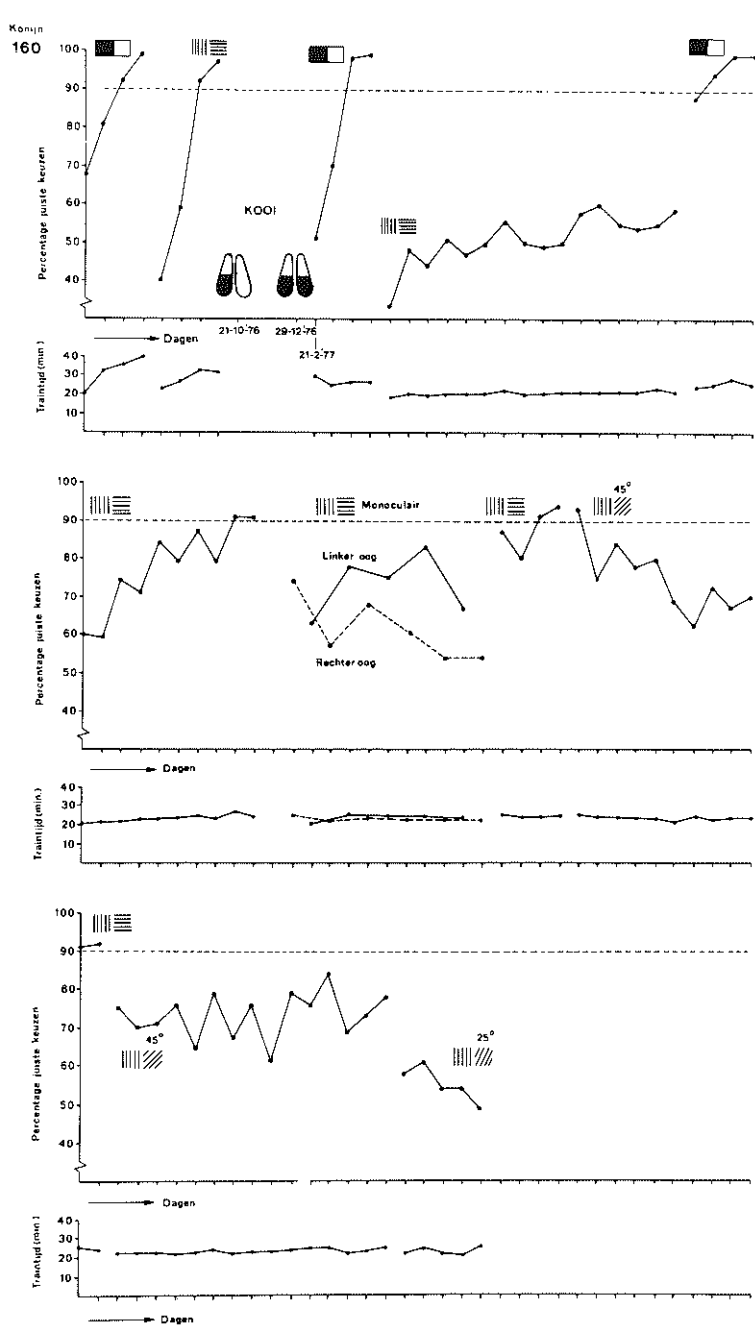 Konijn
160
Percentage juiste keuzen
100
90
80
70
60
50
40
KOOI
Dagen
21-10-'76
29-12-'76
21-2-'77
Traintijd (min.)
40
30
20
10
Percentage juiste keuzen
100
90
80
70
60
50
40
Monoculair
45°
Linker oog
Rechter oog
Dagen
Traintijd (min.)
40
30
20
10
Percentage juiste keuzen
100
90
80
70
60
50
40
45°
25°
Dagen
Traintijd (min.)
40
30
20
10
Dagen